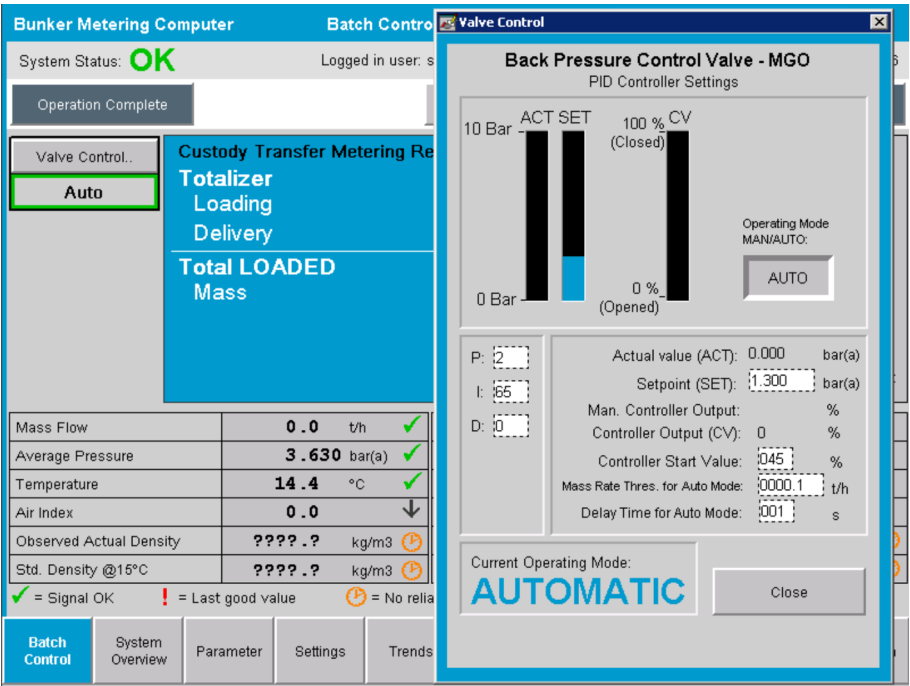 Bunker Metering Computer
Batch Contro
System Status: OK
Logged in user: s
Operation Complete
Valve Control..
Auto
Custody Transfer Metering Re
Totalizer
Loading
Delivery
Total LOADED
Mass
Mass Flow 0.0 t/h
Average Pressure 3.630 bar(a)
Temperature 14.4 °C
Air Index 0.0
Observed Actual Density ????.? kg/m3
Std. Density @15°C ????.? kg/m3
= Signal OK ! = Last good value = No relia
Batch Control
System Overview
Parameter
Settings
Trends
Valve Control
Back Pressure Control Valve - MGO
PID Controller Settings
ACT SET
10 Bar
0 Bar
CV
100 %
(Closed)
0 %
(Opened)
Operating Mode
MAN/AUTO:
AUTO
P: 2
I: 65
D: 0
Actual value (ACT): 0.000 bar(a)
Setpoint (SET): 1.300 bar(a)
Man. Controller Output: %
Controller Output (CV): 0 %
Controller Start Value: 045 %
Mass Rate Thres. for Auto Mode: 0000.1 t/h
Delay Time for Auto Mode: 001 s
Current Operating Mode:
AUTOMATIC
Close